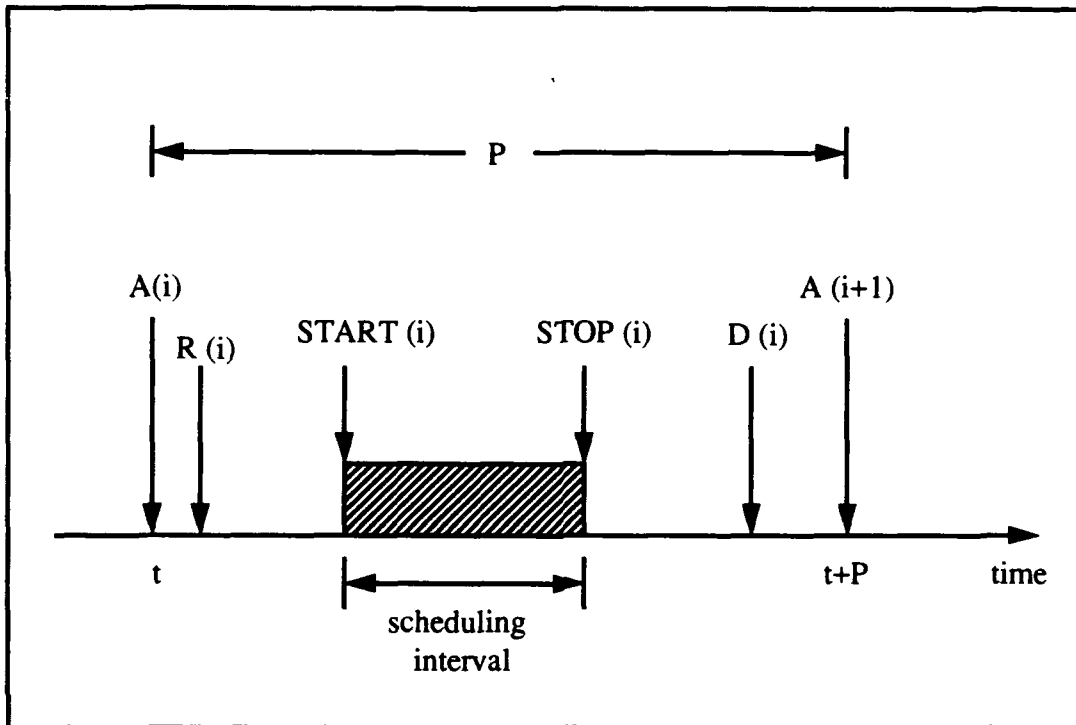 P
A(i)
R (i)
START (i)
STOP (i)
D (i)
A (i+1)
t
t+P
time
scheduling
interval